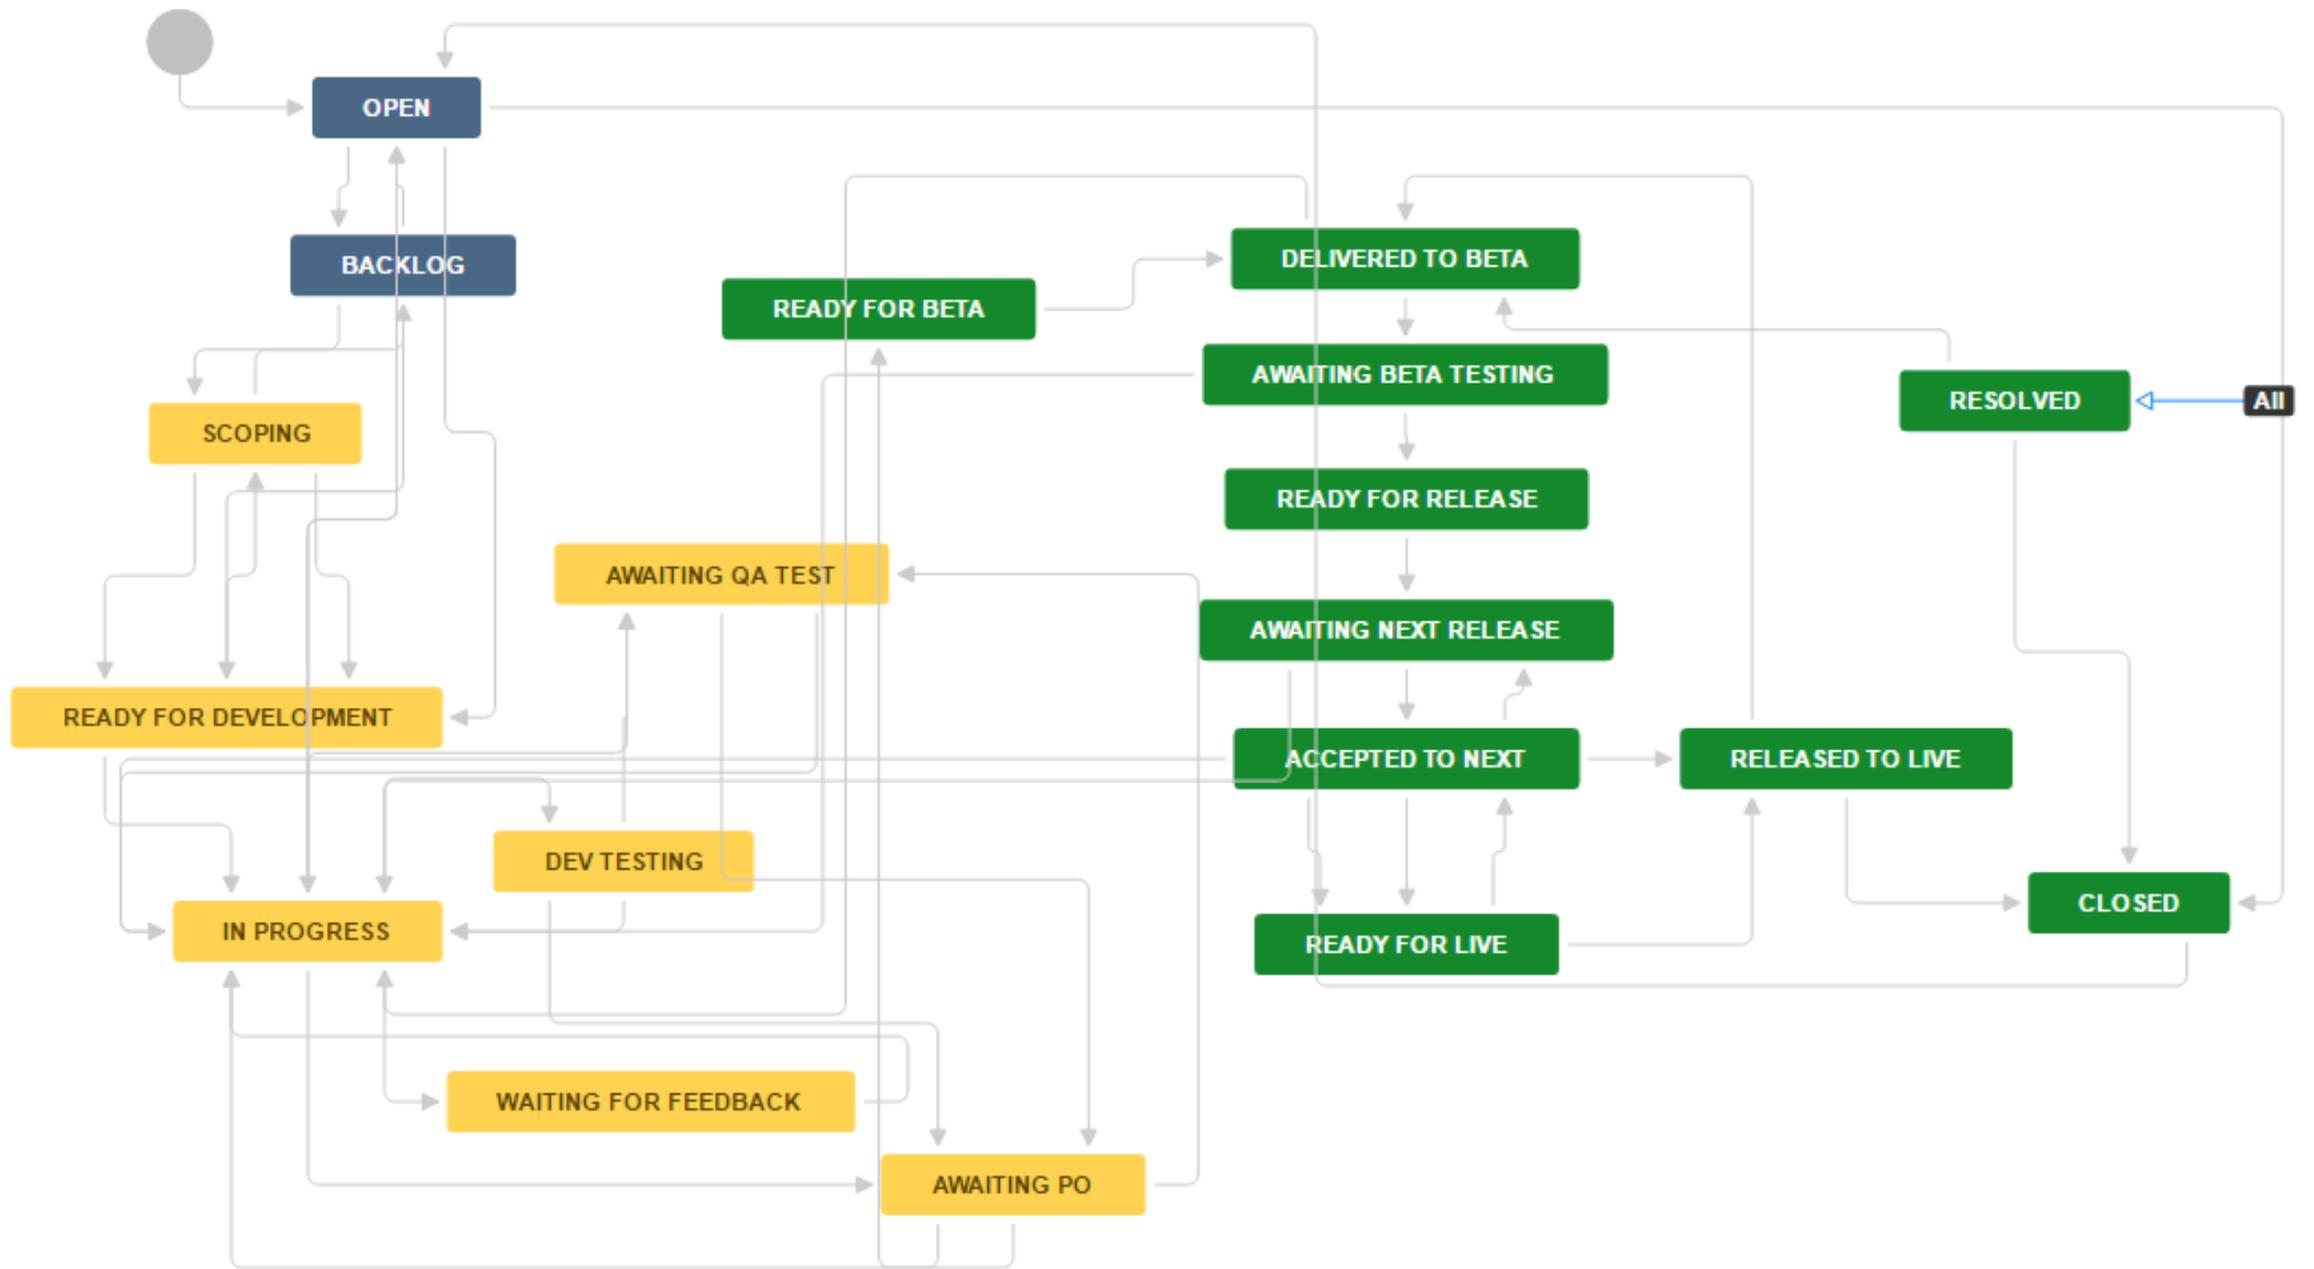 OPEN
BACKLOG
DELIVERED TO BETA
READY FOR BETA
AWAITING BETA TESTING
RESOLVED
All
SCOPING
READY FOR RELEASE
AWAITING QA TEST
AWAITING NEXT RELEASE
READY FOR DEVELOPMENT
ACCEPTED TO NEXT
RELEASED TO LIVE
DEV TESTING
CLOSED
IN PROGRESS
READY FOR LIVE
WAITING FOR FEEDBACK
AWAITING PO